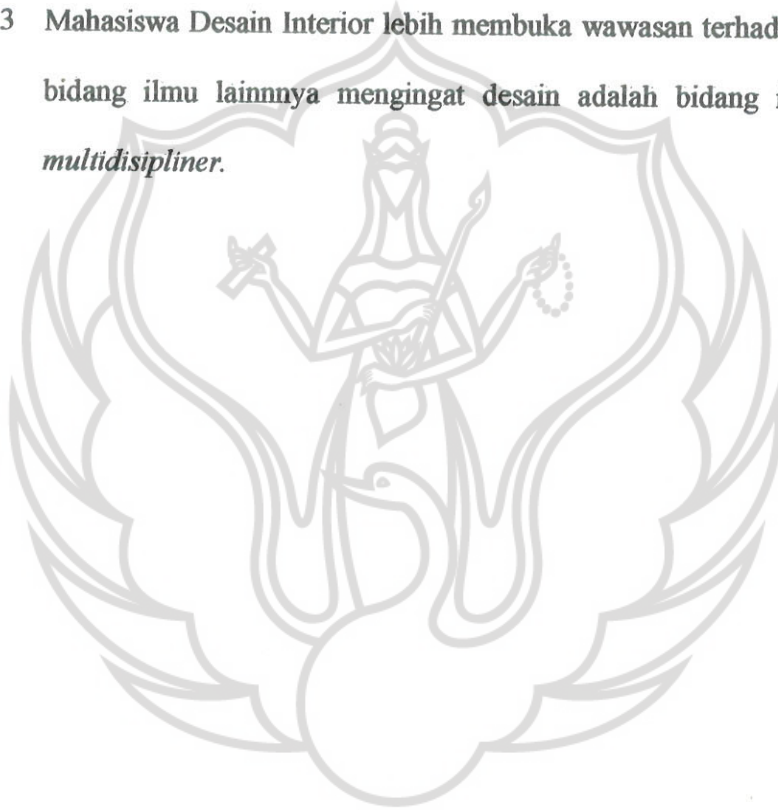 3 Mahasiswa Desain Interior lebih membuka wawasan terhad
bidang ilmu lainnnya mengingat desain adalah bidang
multidisipliner.